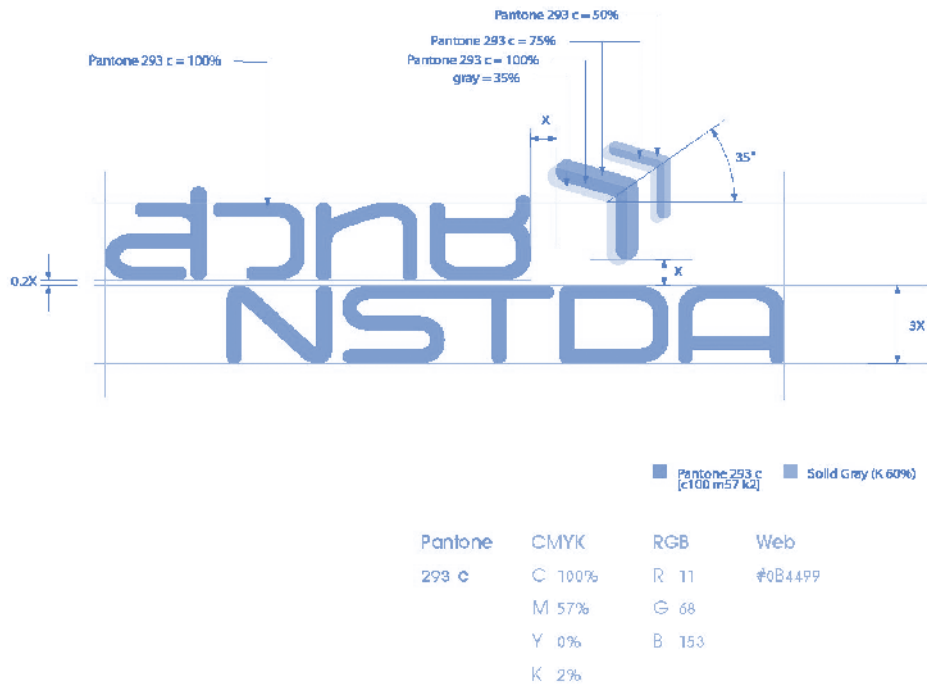 Pantone 293 c = 50%
Pantone 293 c = 75%
Pantone 293 c = 100%
Pantone 293 c = 100%
gray = 35%
X
35°
0.2X
X
NSTDA
3X
Pantone 293 c
[c100 m57 k2]
Solid Gray (K 60%)
Pantone CMYK RGB Web
293 C C 100% R 11 #0B4499
M 57% G 68
Y 0% B 153
K 2%